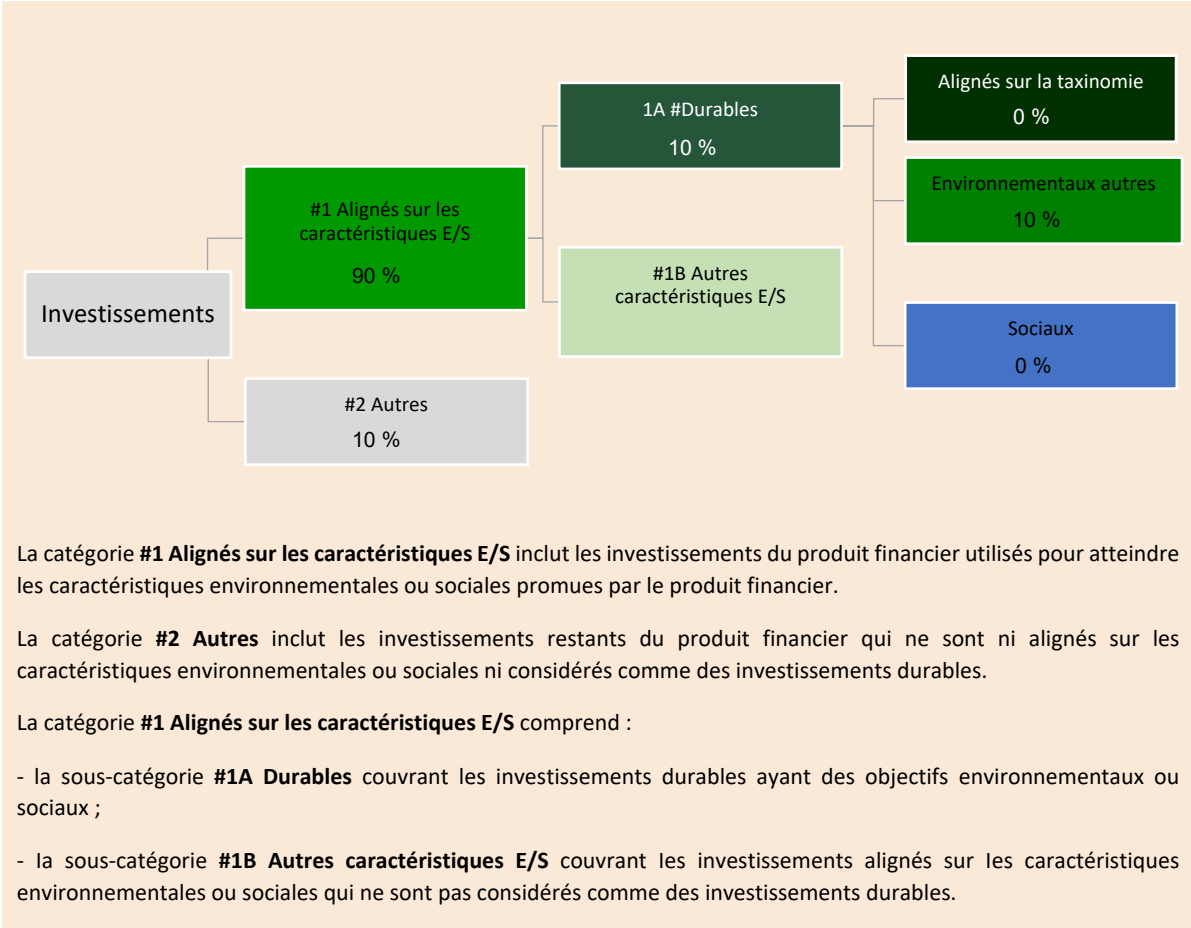 Alignés sur la taxinomie
0 %
1A #Durables
10 %
Environnementaux autres
10 %
#1 Alignés sur les
caractéristiques E/S
90 %
#1B Autres
caractéristiques E/S
Investissements
Sociaux
0 %
#2 Autres
10 %
La catégorie #1 Alignés sur les caractéristiques E/S inclut les investissements du produit financier utilisés pour atteindre
les caractéristiques environnementales ou sociales promues par le produit financier.
La catégorie #2 Autres inclut les investissements restants du produit financier qui ne sont ni alignés sur les
caractéristiques environnementales ou sociales ni considérés comme des investissements durables.
La catégorie #1 Alignés sur les caractéristiques E/S comprend :
- la sous-catégorie #1A Durables couvrant les investissements durables ayant des objectifs environnementaux ou
sociaux ;
- la sous-catégorie #1B Autres caractéristiques E/S couvrant les investissements alignés sur les caractéristiques
environnementales ou sociales qui ne sont pas considérés comme des investissements durables.